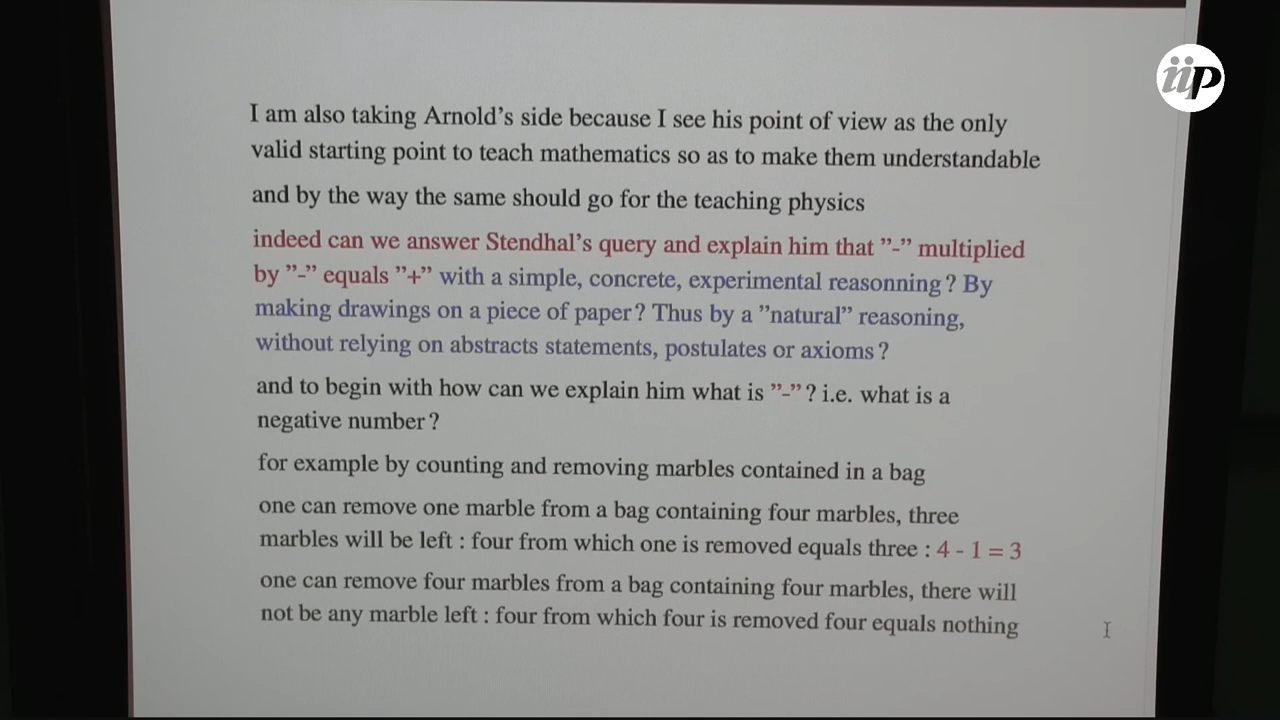 iip
I am also taking Arnold's side because I see his point of view as the only
valid starting point to teach mathematics so as to make them understandable
and by the way the same should go for the teaching physics
indeed can we answer Stendhal's query and explain him that ”-” multiplied
by ”-” equals ”+” with a simple, concrete, experimental reasonning ? By
making drawings on a piece of paper ? Thus by a ”natural” reasoning,
without relying on abstracts statements, postulates or axioms ?
and to begin with how can we explain him what is ”-” ? i.e. what is a
negative number ?
for example by counting and removing marbles contained in a bag
one can remove one marble from a bag containing four marbles, three
marbles will be left : four from which one is removed equals three : 4 - 1 = 3
one can remove four marbles from a bag containing four marbles, there will
not be any marble left : four from which four is removed four equals nothing